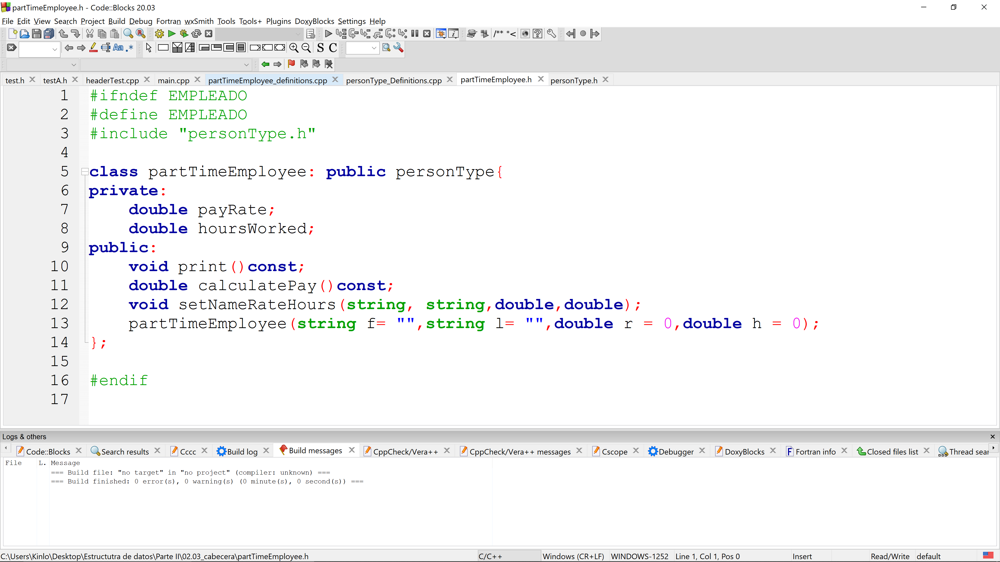 partTimeEmployee.h - Code::Blocks 20.03
File Edit View Search Project Build Debug Fortran wxSmith Tools Tools+ Plugins DoxyBlocks Settings Help
/** *<
Aa .* S C
test.h testA.h headerTest.cpp main.cpp partTimeEmployee_definitions.cpp personType_Definitions.cpp partTimeEmployee.h personType.h
1 #ifndef EMPLEADO
2 #define EMPLEADO
3 #include "personType.h"
4
5 class partTimeEmployee: public personType{
6 private:
7 double payRate;
8 double hoursWorked;
9 public:
10 void print()const;
11 double calculatePay()const;
12 void setNameRateHours(string, string,double,double);
13 partTimeEmployee(string f= "",string l= "",double r = 0,double h = 0);
14 };
15
16 #endif
17
Logs & others
Code::Blocks Search results Cccc Build log Build messages CppCheck/Vera++ CppCheck/Vera++ messages Cscope Debugger DoxyBlocks Fortran info Closed files list Thread sear
File L. Message
=== Build file: "no target" in "no project" (compiler: unknown) ===
=== Build finished: 0 error(s), 0 warning(s) (0 minute(s), 0 second(s)) ===
C:\Users\Kinlo\Desktop\Estructutra de datos\Parte II\02.03_cabecera\partTimeEmployee.h C/C++ Windows (CR+LF) WINDOWS-1252 Line 1, Col 1, Pos 0 Insert Read/Write default